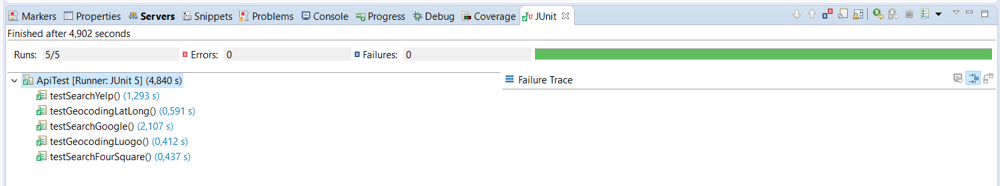 Markers Properties Servers Snippets Problems Console Progress Debug Coverage JUnit
Finished after 4,902 seconds
Runs: 5/5 Errors: 0 Failures: 0
ApiTest [Runner: JUnit 5] (4,840 s)
Failure Trace
testSearchYelp() (1,293 s)
testGeocodingLatLong() (0,591 s)
testSearchGoogle() (2,107 s)
testGeocodingLuogo() (0,412 s)
testSearchFourSquare() (0,437 s)